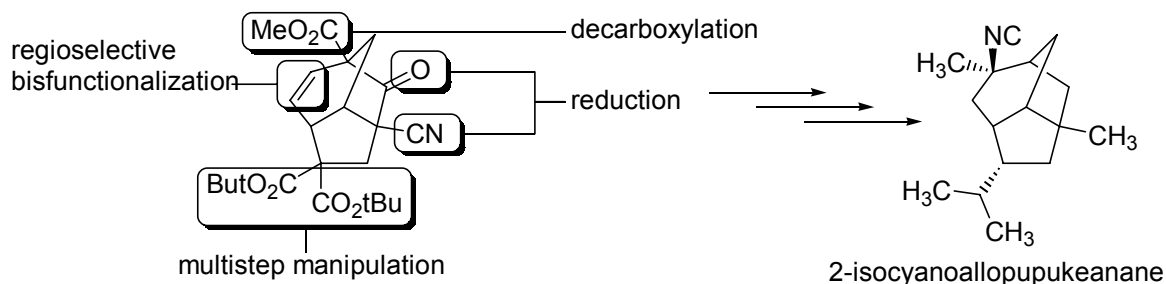 MeO₂C
decarboxylation
regioselective
bisfunctionalization
O
CN
reduction
ButO₂C
CO₂tBu
multistep manipulation
NC
H₃C
CH₃
H₃C
CH₃
2-isocyanoallopupukeanane